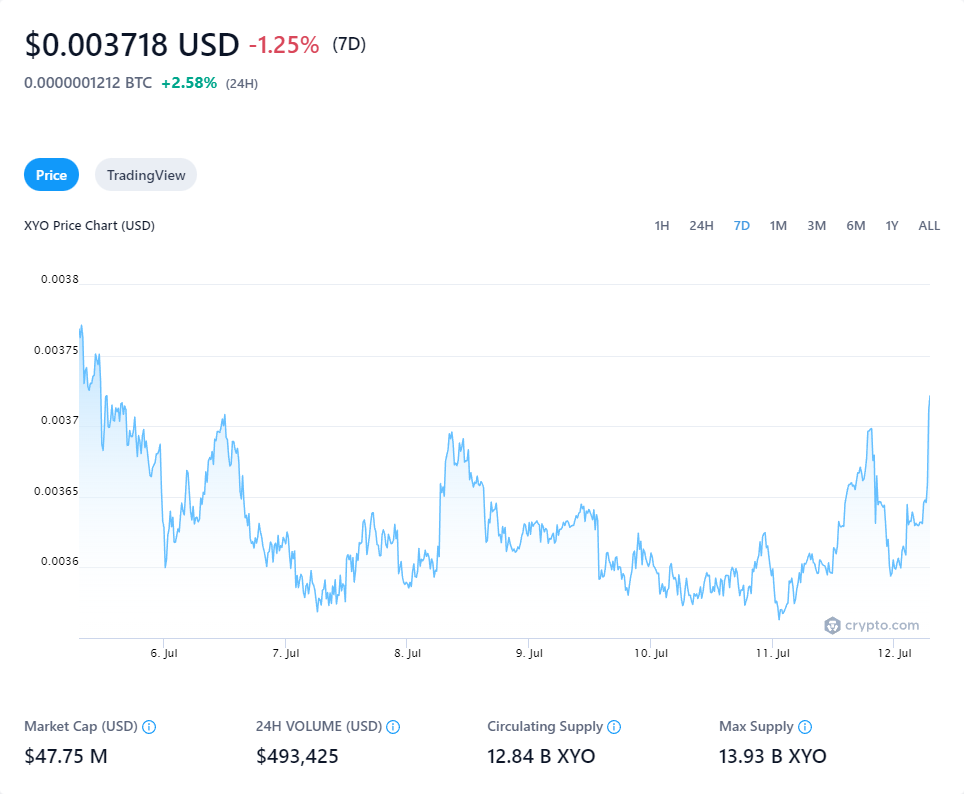 $0.003718 USD -1.25% (7D)
0.0000001212 BTC +2.58% (24H)
Price TradingView
XYO Price Chart (USD) 1H 24H 7D 1M 3M 6M 1Y ALL
0.0038
0.00375
0.0037
0.00365
0.0036
crypto.com
6. Jul 7. Jul 8. Jul 9. Jul 10. Jul 11. Jul 12. Jul
Market Cap (USD) 24H VOLUME (USD) Circulating Supply Max Supply
$47.75 M $493,425 12.84 B XYO 13.93 B XYO